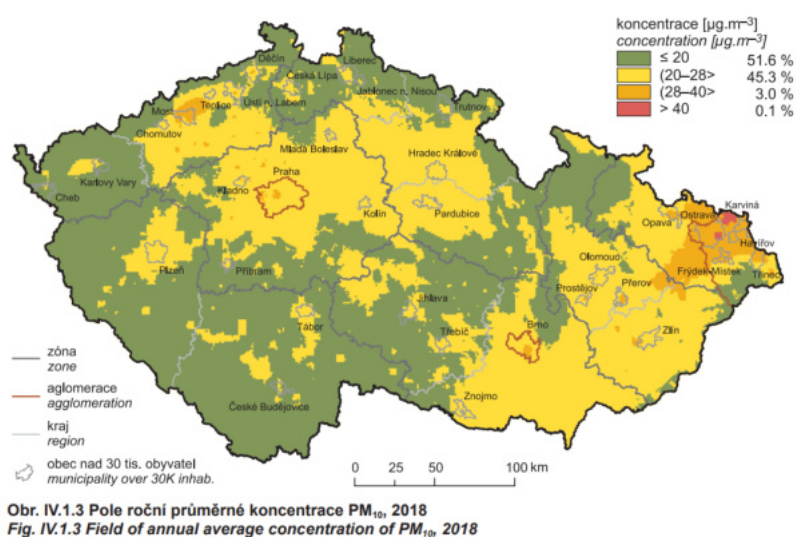 koncentrace [µg.m⁻³]
concentration [µg.m⁻³]
≤ 20 51.6 %
(20–28> 45.3 %
(28–40> 3.0 %
> 40 0.1 %
Děčín
Liberec
Česká Lípa
Teplice
Ústí n. Labem
Jablonec n. Nisou
Most
Trutnov
Chomutov
Mladá Boleslav
Hradec Králové
Karlovy Vary
Praha
Kladno
Cheb
Kolín
Pardubice
Karviná
Ostrava
Opava
Havířov
Plzeň
Příbram
Olomouc
Frýdek-Místek
Třinec
Prostějov
Přerov
Jihlava
Tábor
Třebíč
Brno
Zlín
České Budějovice
Znojmo
zóna
zone
aglomerace
agglomeration
kraj
region
obec nad 30 tis. obyvatel
municipality over 30K inhab.
0 25 50 100 km
Obr. IV.1.3 Pole roční průměrné koncentrace PM₁₀, 2018
Fig. IV.1.3 Field of annual average concentration of PM₁₀, 2018